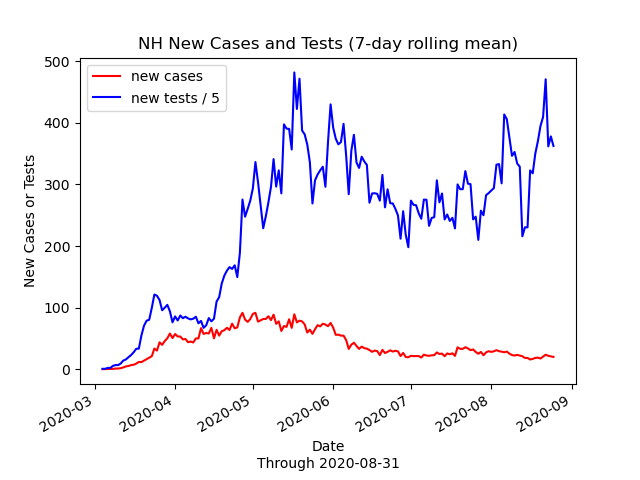 NH New Cases and Tests (7-day rolling mean)
new cases
new tests / 5
New Cases or Tests
500
400
300
200
100
0
2020-03
2020-04
2020-05
2020-06
2020-07
2020-08
2020-09
Date
Through 2020-08-31